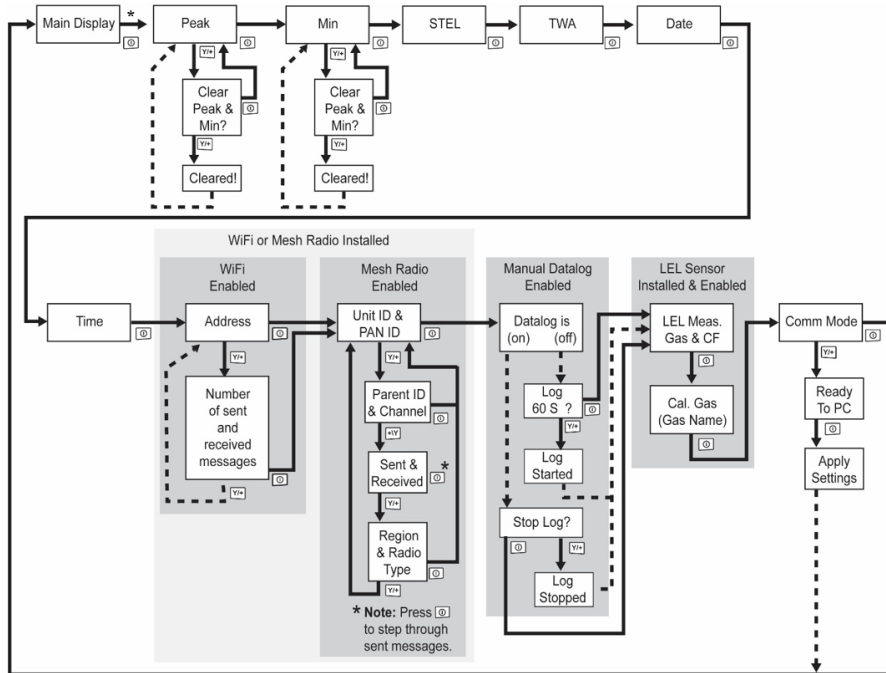 Main Display
*
Peak
Min
STEL
TWA
Date
Y/+
Y/+
Clear
Peak &
Min?
Clear
Peak &
Min?
Y/+
Y/+
Cleared!
Cleared!
WiFi or Mesh Radio Installed
WiFi
Enabled
Mesh Radio
Enabled
Manual Datalog
Enabled
LEL Sensor
Installed & Enabled
Time
Address
Unit ID &
PAN ID
Datalog is
(on) (off)
LEL Meas.
Gas & CF
Comm Mode
Y/+
Y/+
Y/+
Number
of sent
and
received
messages
Y/+
Parent ID
& Channel
+/Y
Sent &
Received
*
Y/+
Region
& Radio
Type
Y/+
* Note: Press
to step through
sent messages.
Log
60 S ?
Y/+
Log
Started
Stop Log?
Y/+
Log
Stopped
Cal. Gas
(Gas Name)
Ready
To PC
Apply
Settings